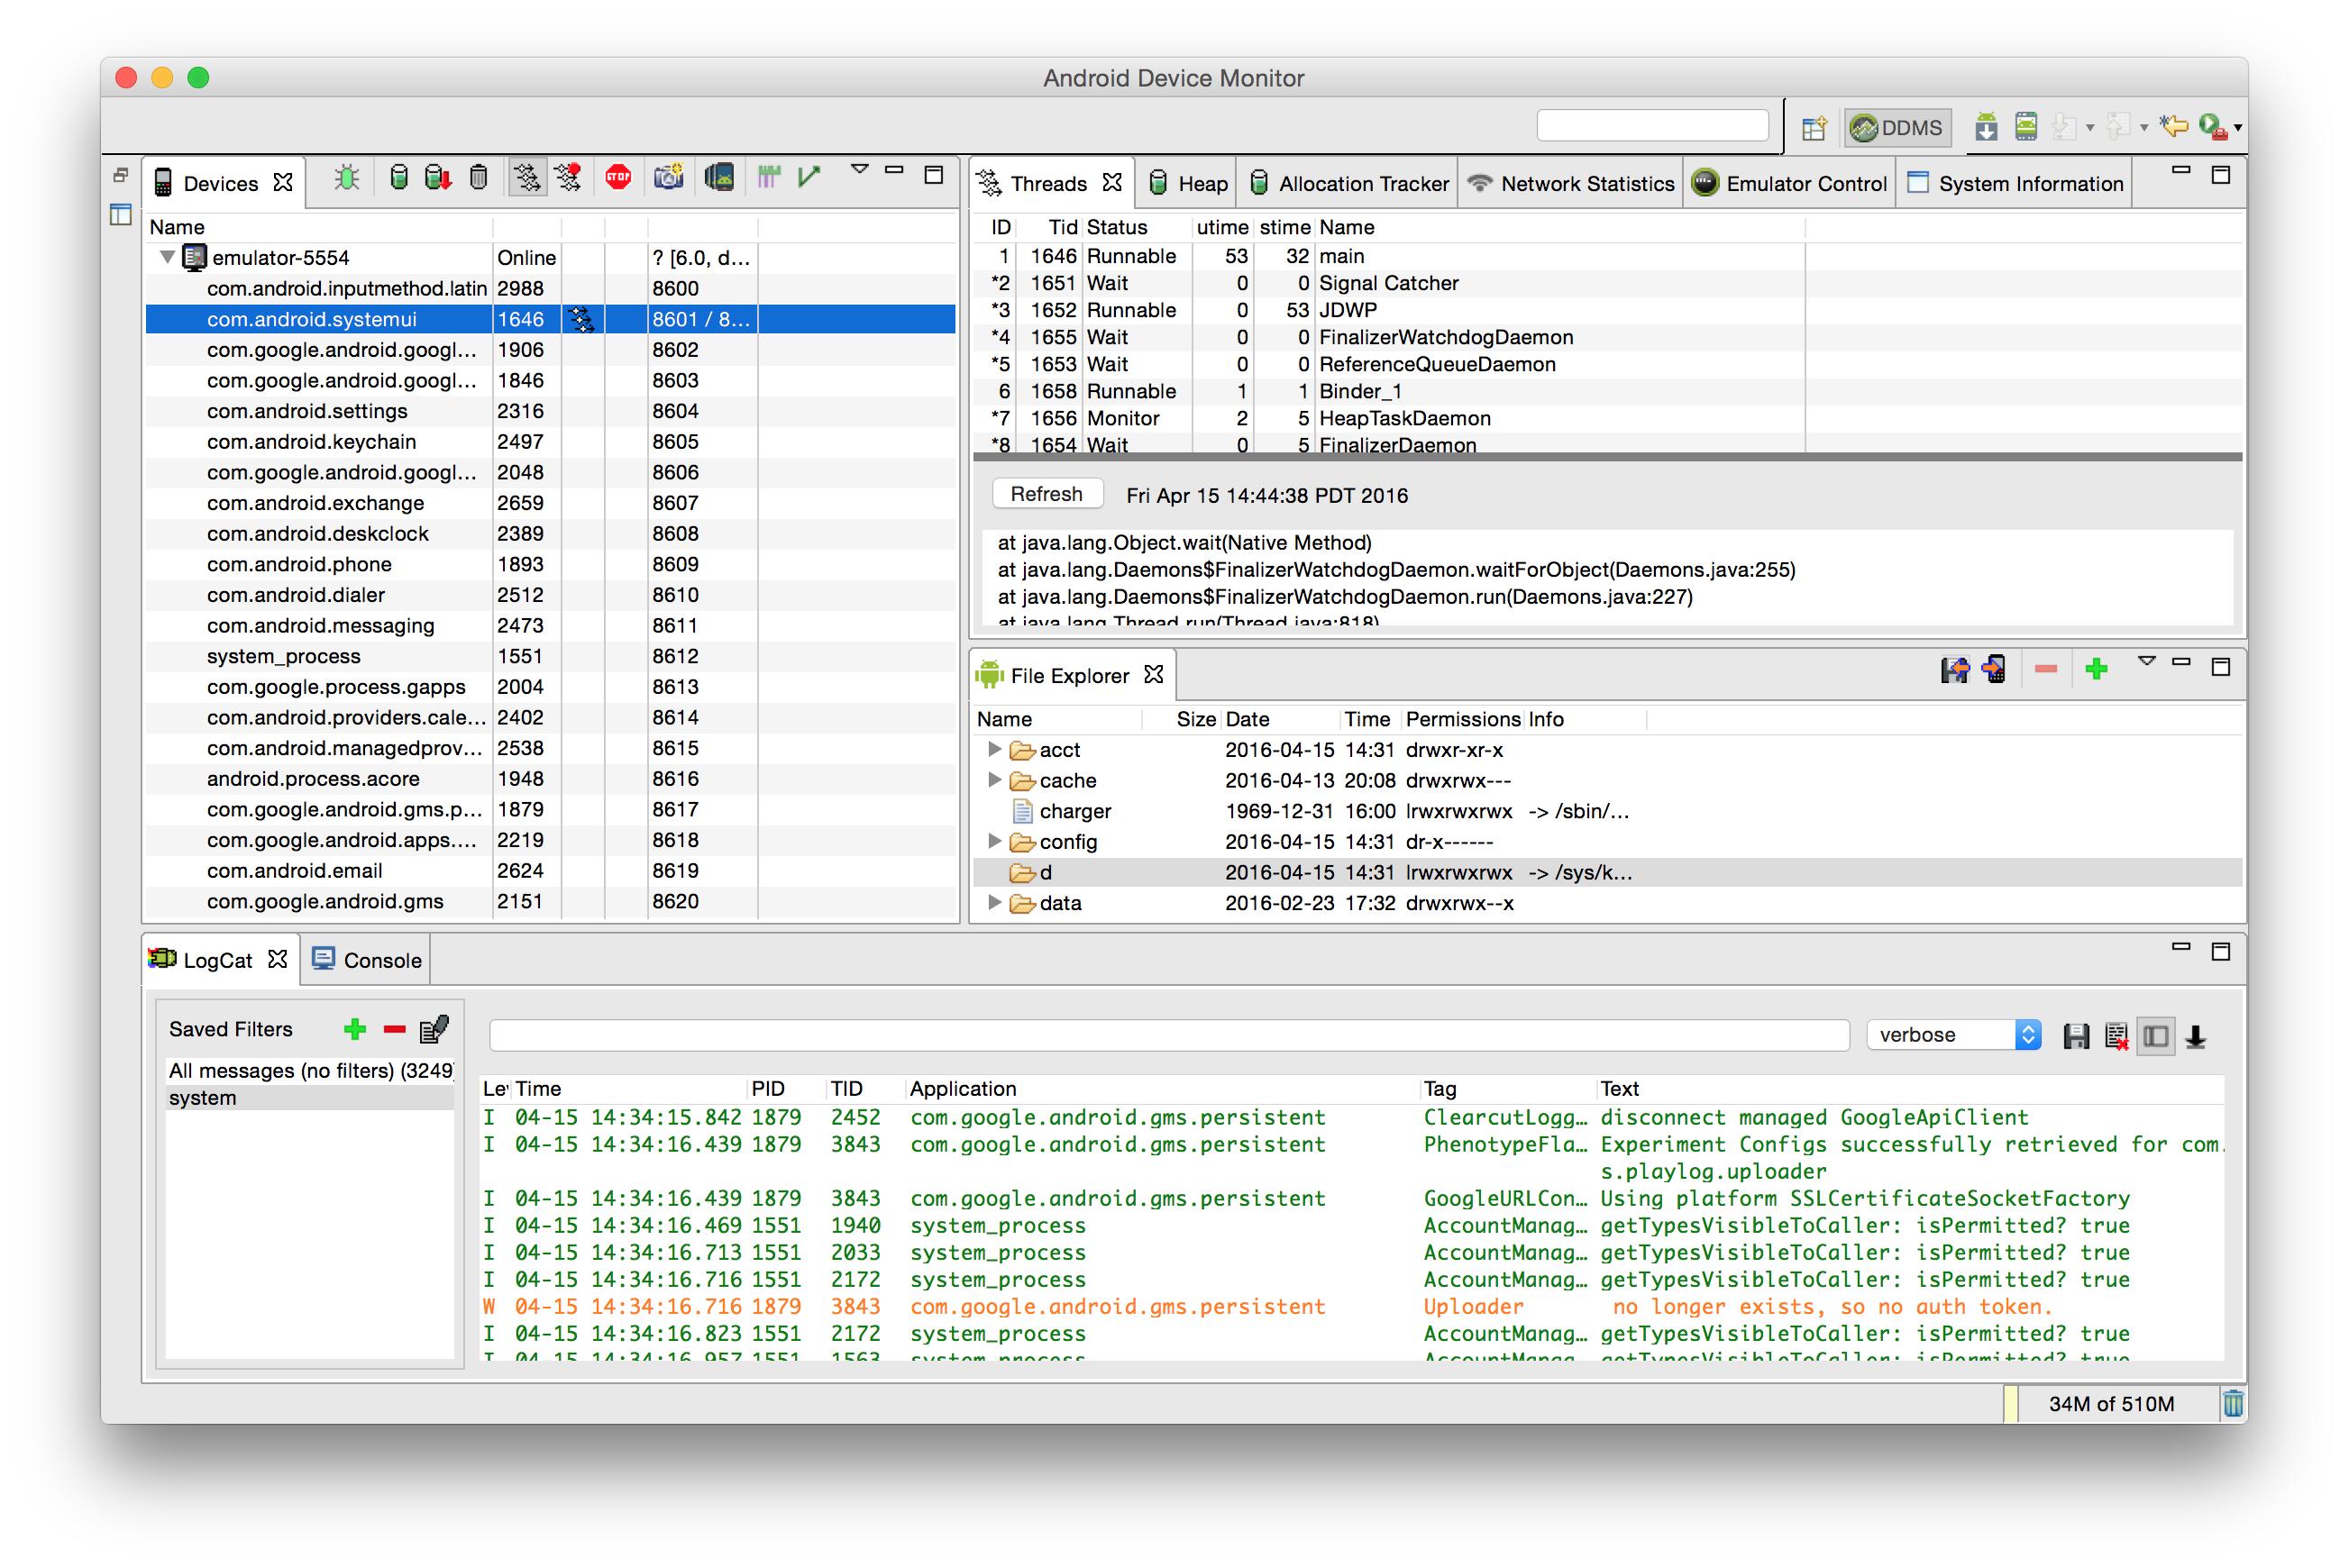 Android Device Monitor
DDMS
Devices
Name
emulator-5554 Online ? [6.0, d...
com.android.inputmethod.latin 2988 8600
com.android.systemui 1646 8601 / 8...
com.google.android.googl... 1906 8602
com.google.android.googl... 1846 8603
com.android.settings 2316 8604
com.android.keychain 2497 8605
com.google.android.googl... 2048 8606
com.android.exchange 2659 8607
com.android.deskclock 2389 8608
com.android.phone 1893 8609
com.android.dialer 2512 8610
com.android.messaging 2473 8611
system_process 1551 8612
com.google.process.gapps 2004 8613
com.android.providers.cale... 2402 8614
com.android.managedprov... 2538 8615
android.process.acore 1948 8616
com.google.android.gms.p... 1879 8617
com.google.android.apps.... 2219 8618
com.android.email 2624 8619
com.google.android.gms 2151 8620
Threads Heap Allocation Tracker Network Statistics Emulator Control System Information
ID Tid Status utime stime Name
1 1646 Runnable 53 32 main
*2 1651 Wait 0 0 Signal Catcher
*3 1652 Runnable 0 53 JDWP
*4 1655 Wait 0 0 FinalizerWatchdogDaemon
*5 1653 Wait 0 0 ReferenceQueueDaemon
6 1658 Runnable 1 1 Binder_1
*7 1656 Monitor 2 5 HeapTaskDaemon
*8 1654 Wait 0 5 FinalizerDaemon
Refresh Fri Apr 15 14:44:38 PDT 2016
at java.lang.Object.wait(Native Method)
at java.lang.Daemons$FinalizerWatchdogDaemon.waitForObject(Daemons.java:255)
at java.lang.Daemons$FinalizerWatchdogDaemon.run(Daemons.java:227)
at java.lang.Thread.run(Thread.java:818)
File Explorer
Name Size Date Time Permissions Info
acct 2016-04-15 14:31 drwxr-xr-x
cache 2016-04-13 20:08 drwxrwx---
charger 1969-12-31 16:00 lrwxrwxrwx -> /sbin/...
config 2016-04-15 14:31 dr-x------
d 2016-04-15 14:31 lrwxrwxrwx -> /sys/k...
data 2016-02-23 17:32 drwxrwx--x
LogCat Console
Saved Filters
All messages (no filters) (3249)
system
verbose
Lev Time PID TID Application Tag Text
I 04-15 14:34:15.842 1879 2452 com.google.android.gms.persistent ClearcutLogg... disconnect managed GoogleApiClient
I 04-15 14:34:16.439 1879 3843 com.google.android.gms.persistent PhenotypeFla... Experiment Configs successfully retrieved for com.
s.playlog.uploader
I 04-15 14:34:16.439 1879 3843 com.google.android.gms.persistent GoogleURLCon... Using platform SSLCertificateSocketFactory
I 04-15 14:34:16.469 1551 1940 system_process AccountManag... getTypesVisibleToCaller: isPermitted? true
I 04-15 14:34:16.713 1551 2033 system_process AccountManag... getTypesVisibleToCaller: isPermitted? true
I 04-15 14:34:16.716 1551 2172 system_process AccountManag... getTypesVisibleToCaller: isPermitted? true
W 04-15 14:34:16.716 1879 3843 com.google.android.gms.persistent Uploader no longer exists, so no auth token.
I 04-15 14:34:16.823 1551 2172 system_process AccountManag... getTypesVisibleToCaller: isPermitted? true
I 04-15 14:34:16.957 1551 1563 system_process AccountManag... getTypesVisibleToCaller: isPermitted? true
34M of 510M